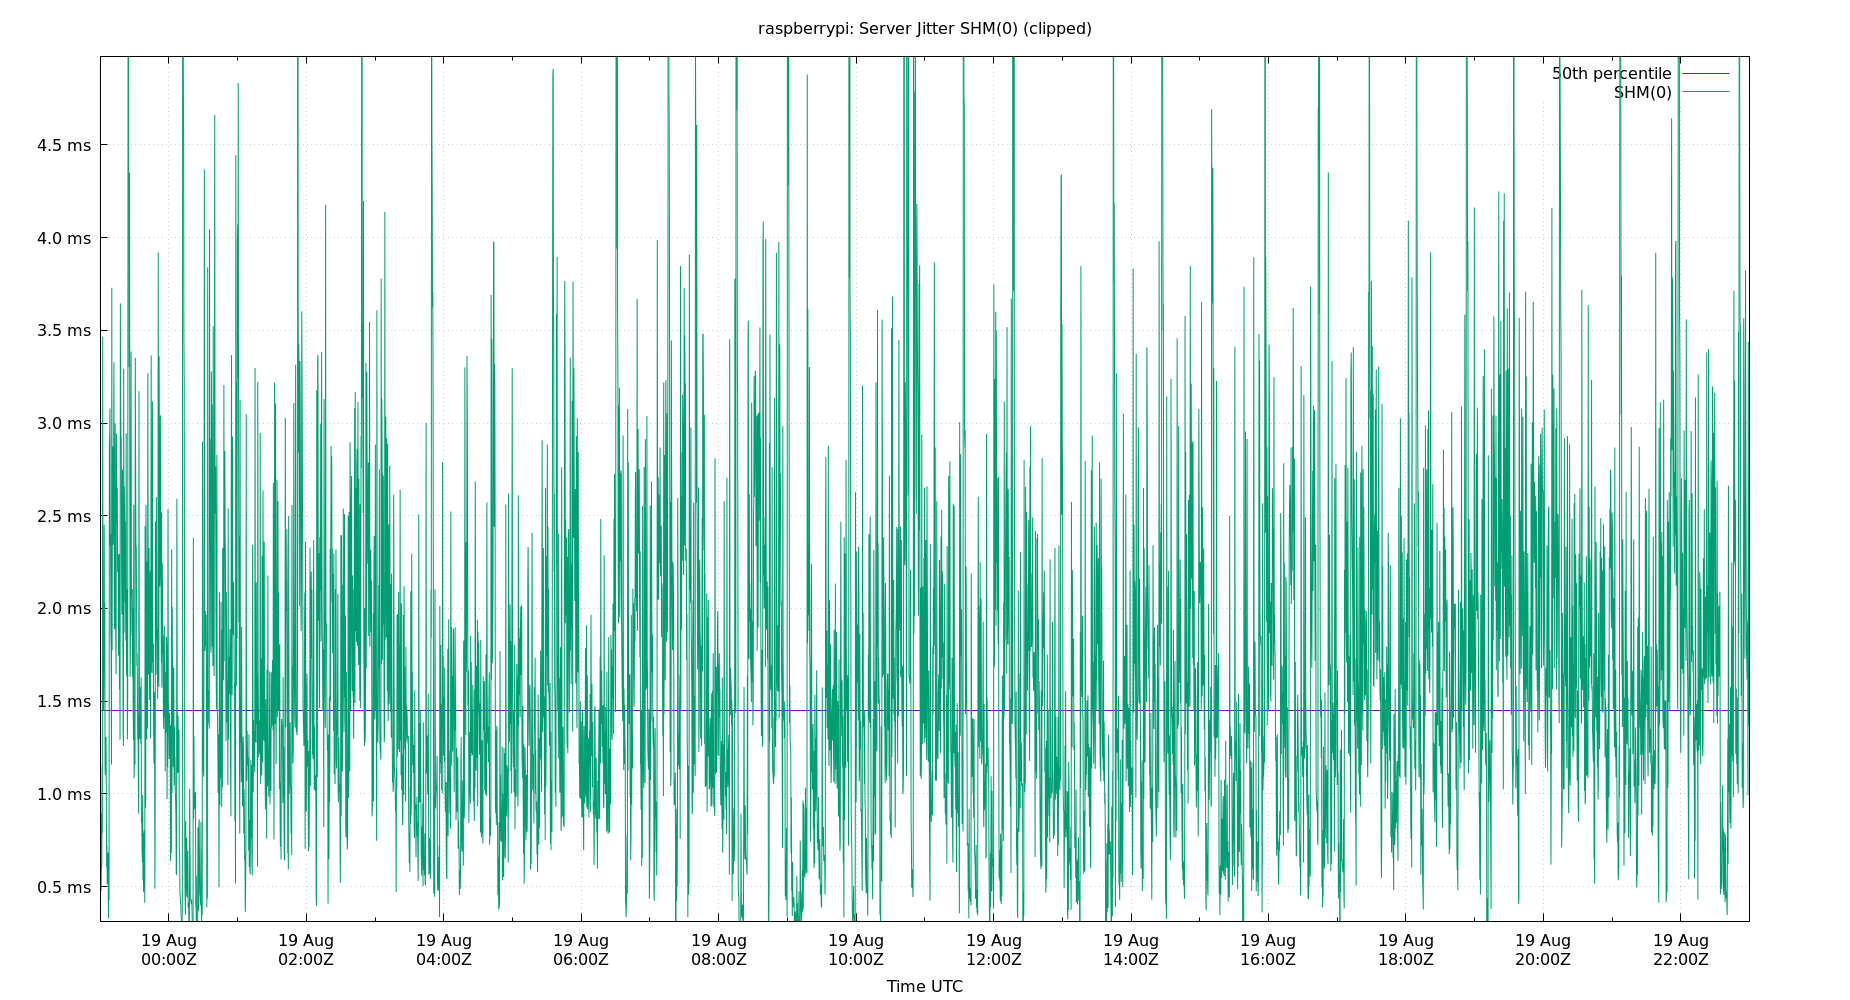 raspberrypi: Server Jitter SHM(0) (clipped)
50th percentile
SHM(0)
4.5 ms
4.0 ms
3.5 ms
3.0 ms
2.5 ms
2.0 ms
1.5 ms
1.0 ms
0.5 ms
19 Aug 19 Aug 19 Aug 19 Aug 19 Aug 19 Aug 19 Aug 19 Aug 19 Aug 19 Aug 19 Aug 19 Aug
00:00Z 02:00Z 04:00Z 06:00Z 08:00Z 10:00Z 12:00Z 14:00Z 16:00Z 18:00Z 20:00Z 22:00Z
Time UTC